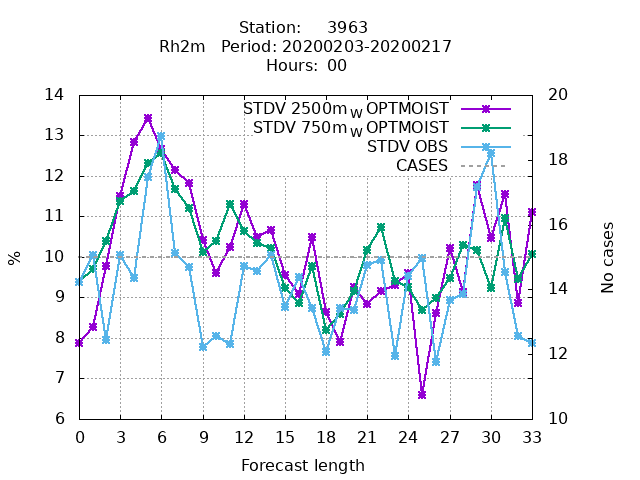 Station: 3963
Rh2m Period: 20200203-20200217
Hours: 00
14 20
STDV 2500m_w OPTMOIST
STDV 750m_w OPTMOIST
STDV OBS
CASES
13
12 18
11 16
10
9 14
8 12
7
6 10
% No cases
0 3 6 9 12 15 18 21 24 27 30 33
Forecast length